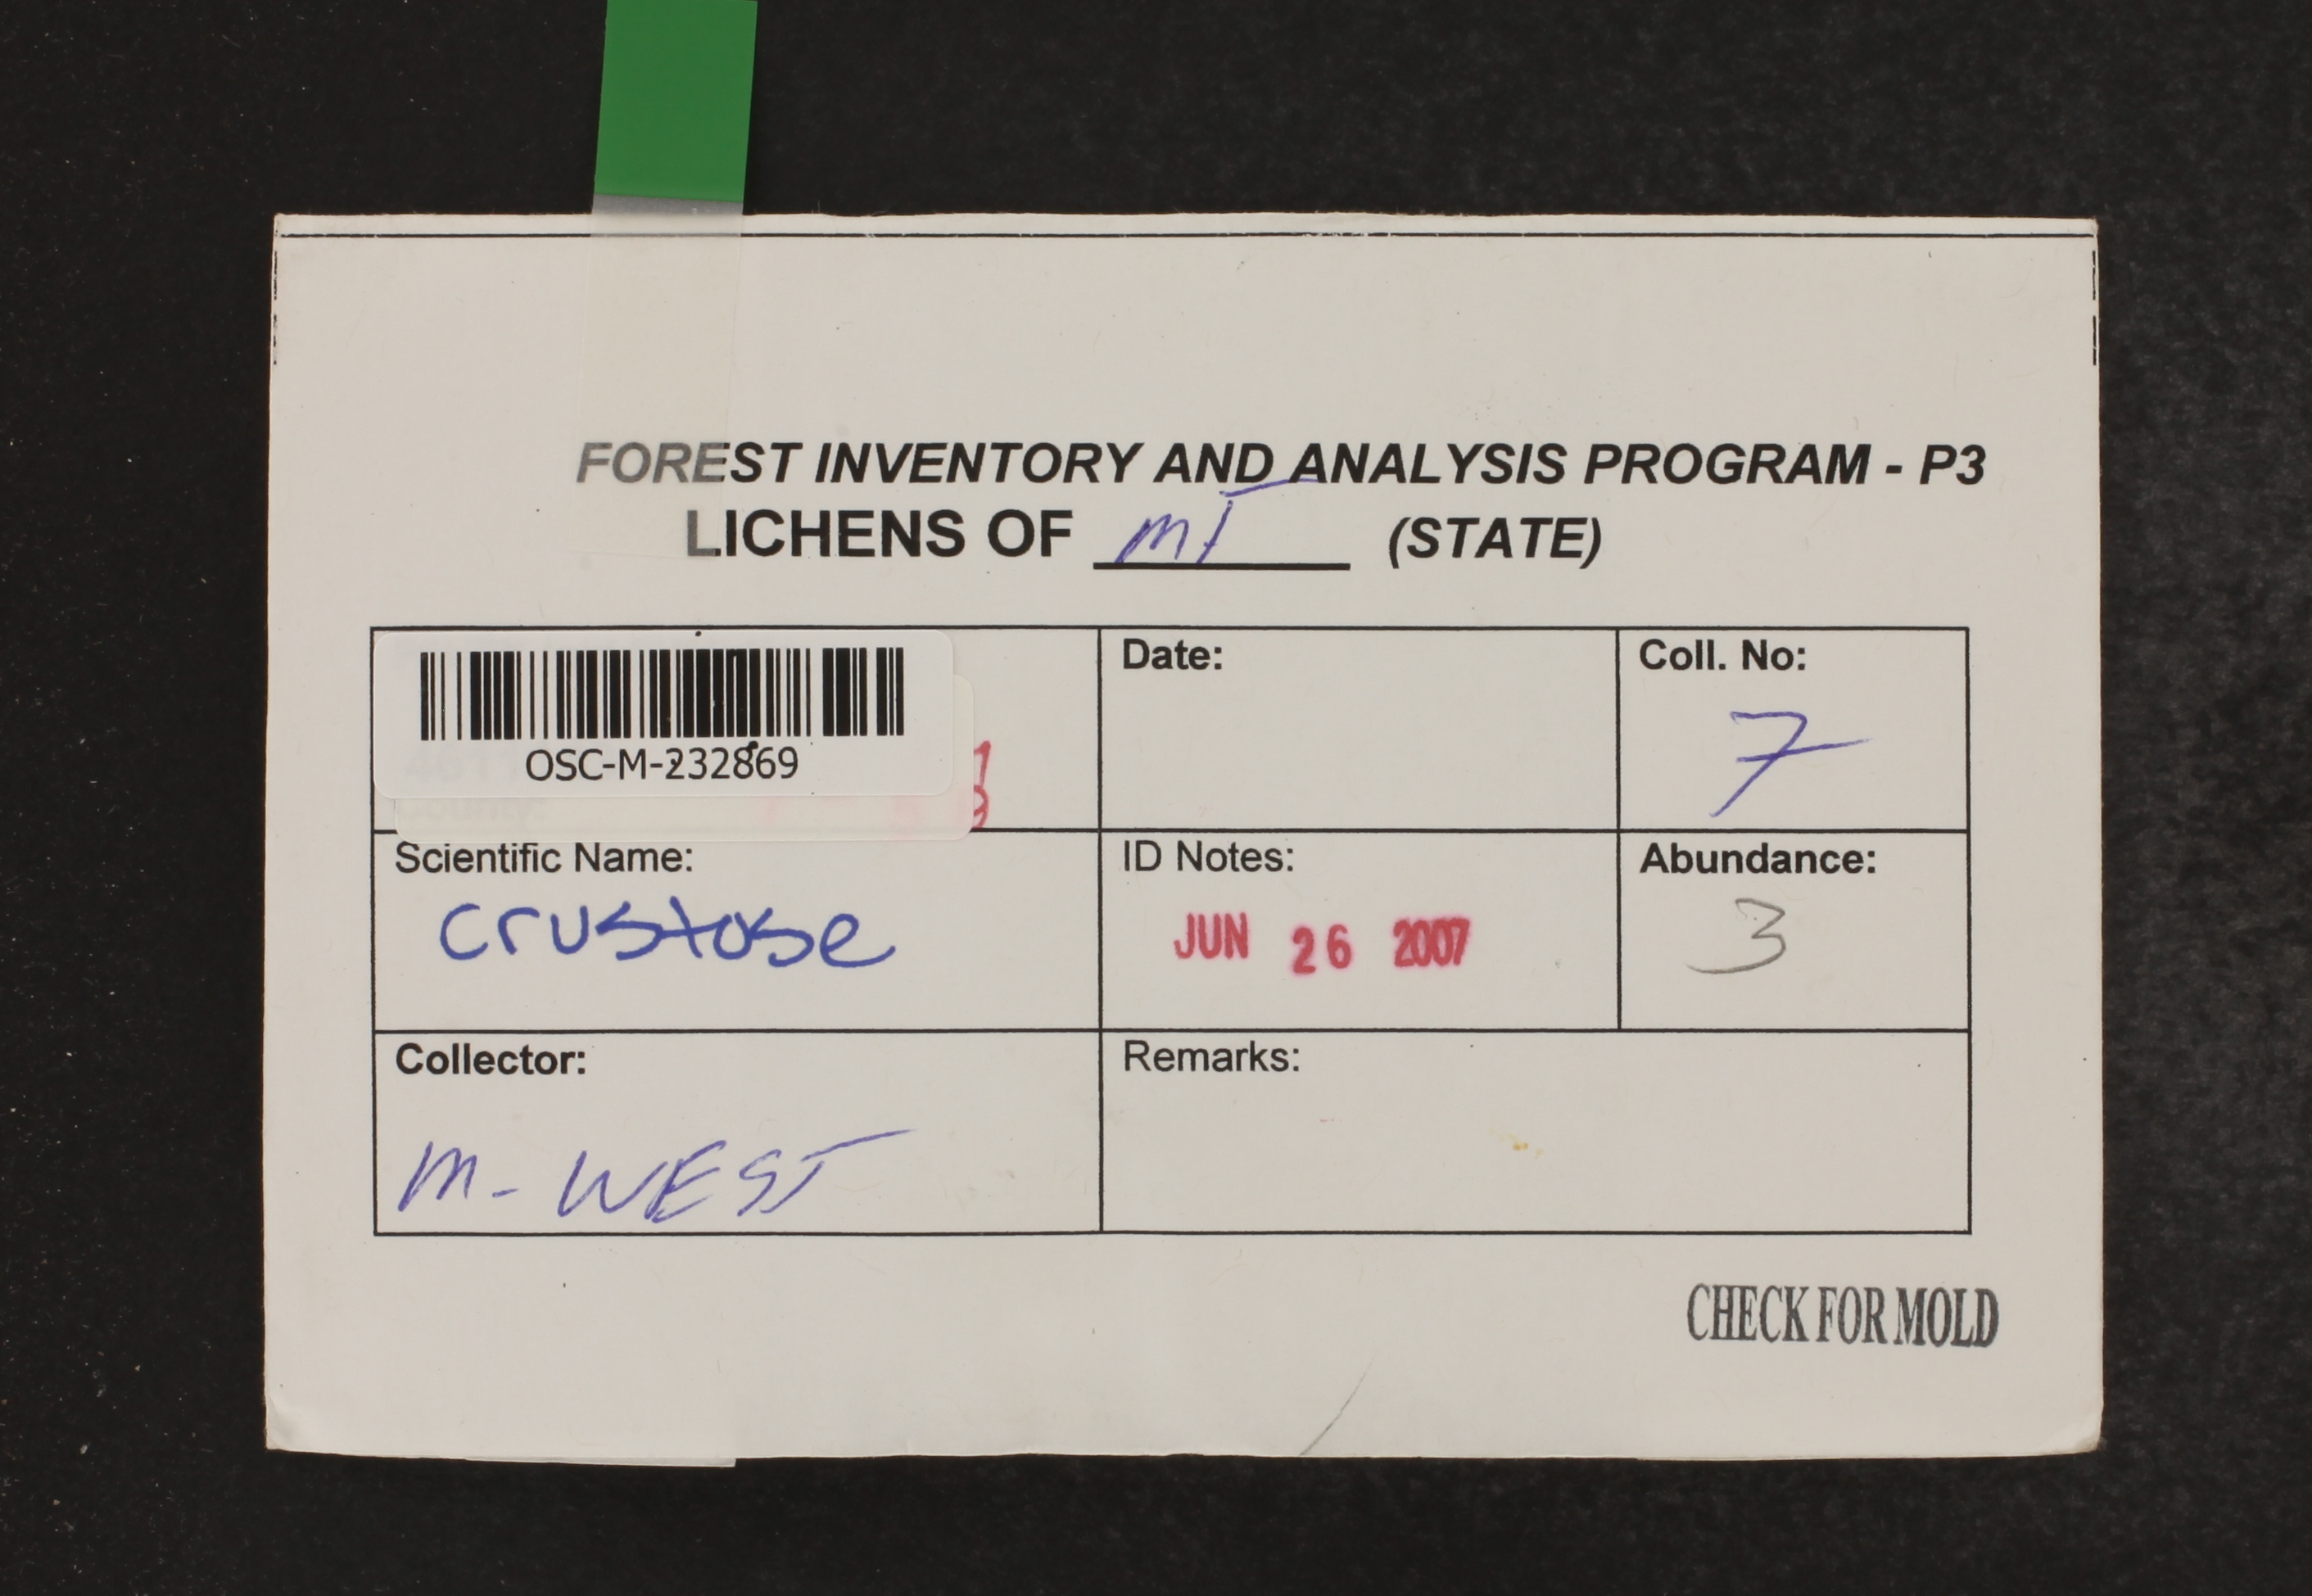 FOREST INVENTORY AND ANALYSIS PROGRAM - P3
LICHENS OF MT (STATE)
OSC-M-232869
County:
Date:
Coll. No:
7
Scientific Name:
crustose
ID Notes:
JUN 26 2007
Abundance:
3
Collector:
M- WEST
Remarks:
CHECK FOR MOLD